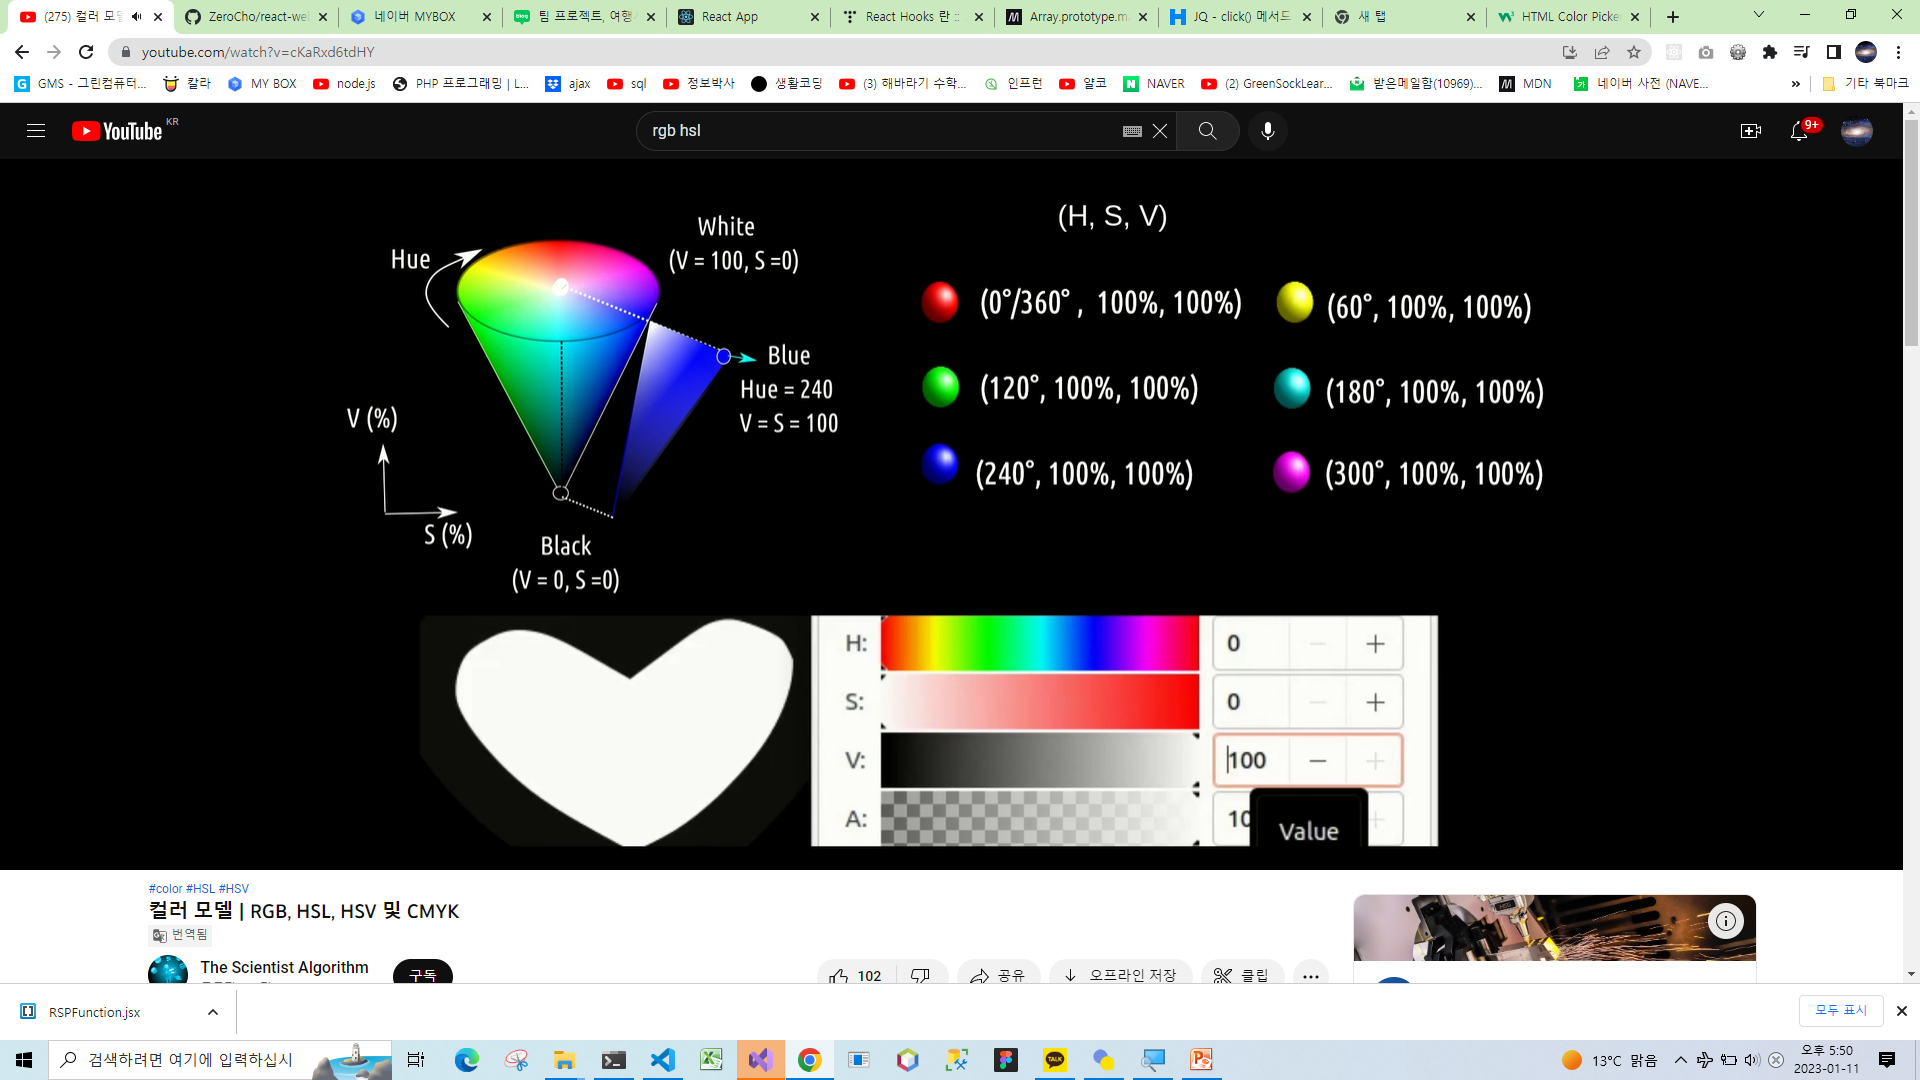 (275) 컬러 모델
ZeroCho/react-we
네이버 MYBOX
팀 프로젝트, 여행
React App
React Hooks 란 ::
Array.prototype.m
JQ - click() 메서드
새 탭
HTML Color Picke
youtube.com/watch?v=cKaRxd6tdHY
GMS - 그린컴퓨터...
칼라
MY BOX
node.js
PHP 프로그래밍 | L...
ajax
sql
정보박사
생활코딩
(3) 해바라기 수학...
인프런
얄코
NAVER
(2) GreenSockLear...
받은메일함(10969)...
MDN
네이버 사전 (NAVE...
»
기타 북마크
YouTube KR
rgb hsl
9+
(H, S, V)
White
(V = 100, S =0)
Hue
(0°/360° , 100%, 100%)
(60°, 100%, 100%)
Blue
Hue = 240
V = S = 100
(120°, 100%, 100%)
(180°, 100%, 100%)
V (%)
(240°, 100%, 100%)
(300°, 100%, 100%)
S (%)
Black
(V = 0, S =0)
H: 0 − +
S: 0 − +
V: 100 − +
A: 10 +
Value
#color #HSL #HSV
컬러 모델 | RGB, HSL, HSV 및 CMYK
번역됨
The Scientist Algorithm
구독
102
공유
오프라인 저장
클립
RSPFunction.jsx
모두 표시
검색하려면 여기에 입력하십시
TALK
13°C 맑음
오후 5:50
2023-01-11